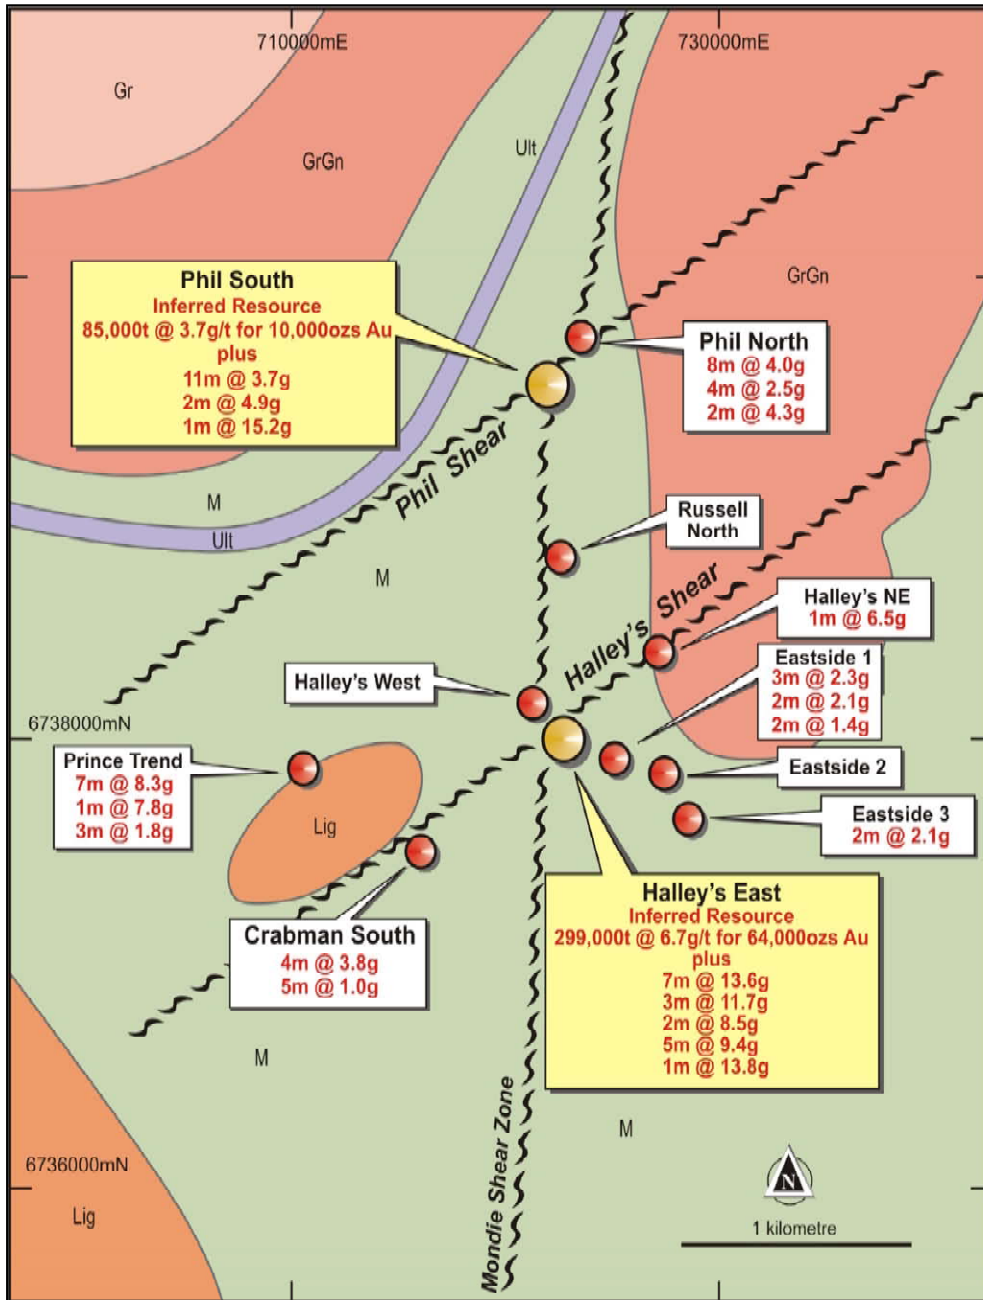 710000mE
730000mE
Gr
Ult
GrGn
GrGn
Phil South
Inferred Resource
85,000t @ 3.7g/t for 10,000ozs Au
plus
11m @ 3.7g
2m @ 4.9g
1m @ 15.2g
Phil North
8m @ 4.0g
4m @ 2.5g
2m @ 4.3g
Phil Shear
M
Ult
M
Russell
North
Halley's Shear
Halley's NE
1m @ 6.5g
Halley's West
Eastside 1
3m @ 2.3g
2m @ 2.1g
2m @ 1.4g
6738000mN
Prince Trend
7m @ 8.3g
1m @ 7.8g
3m @ 1.8g
Eastside 2
Lig
Eastside 3
2m @ 2.1g
Crabman South
4m @ 3.8g
5m @ 1.0g
Halley's East
Inferred Resource
299,000t @ 6.7g/t for 64,000ozs Au
plus
7m @ 13.6g
3m @ 11.7g
2m @ 8.5g
5m @ 9.4g
1m @ 13.8g
M
Mondie Shear Zone
M
6736000mN
Lig
N
1 kilometre